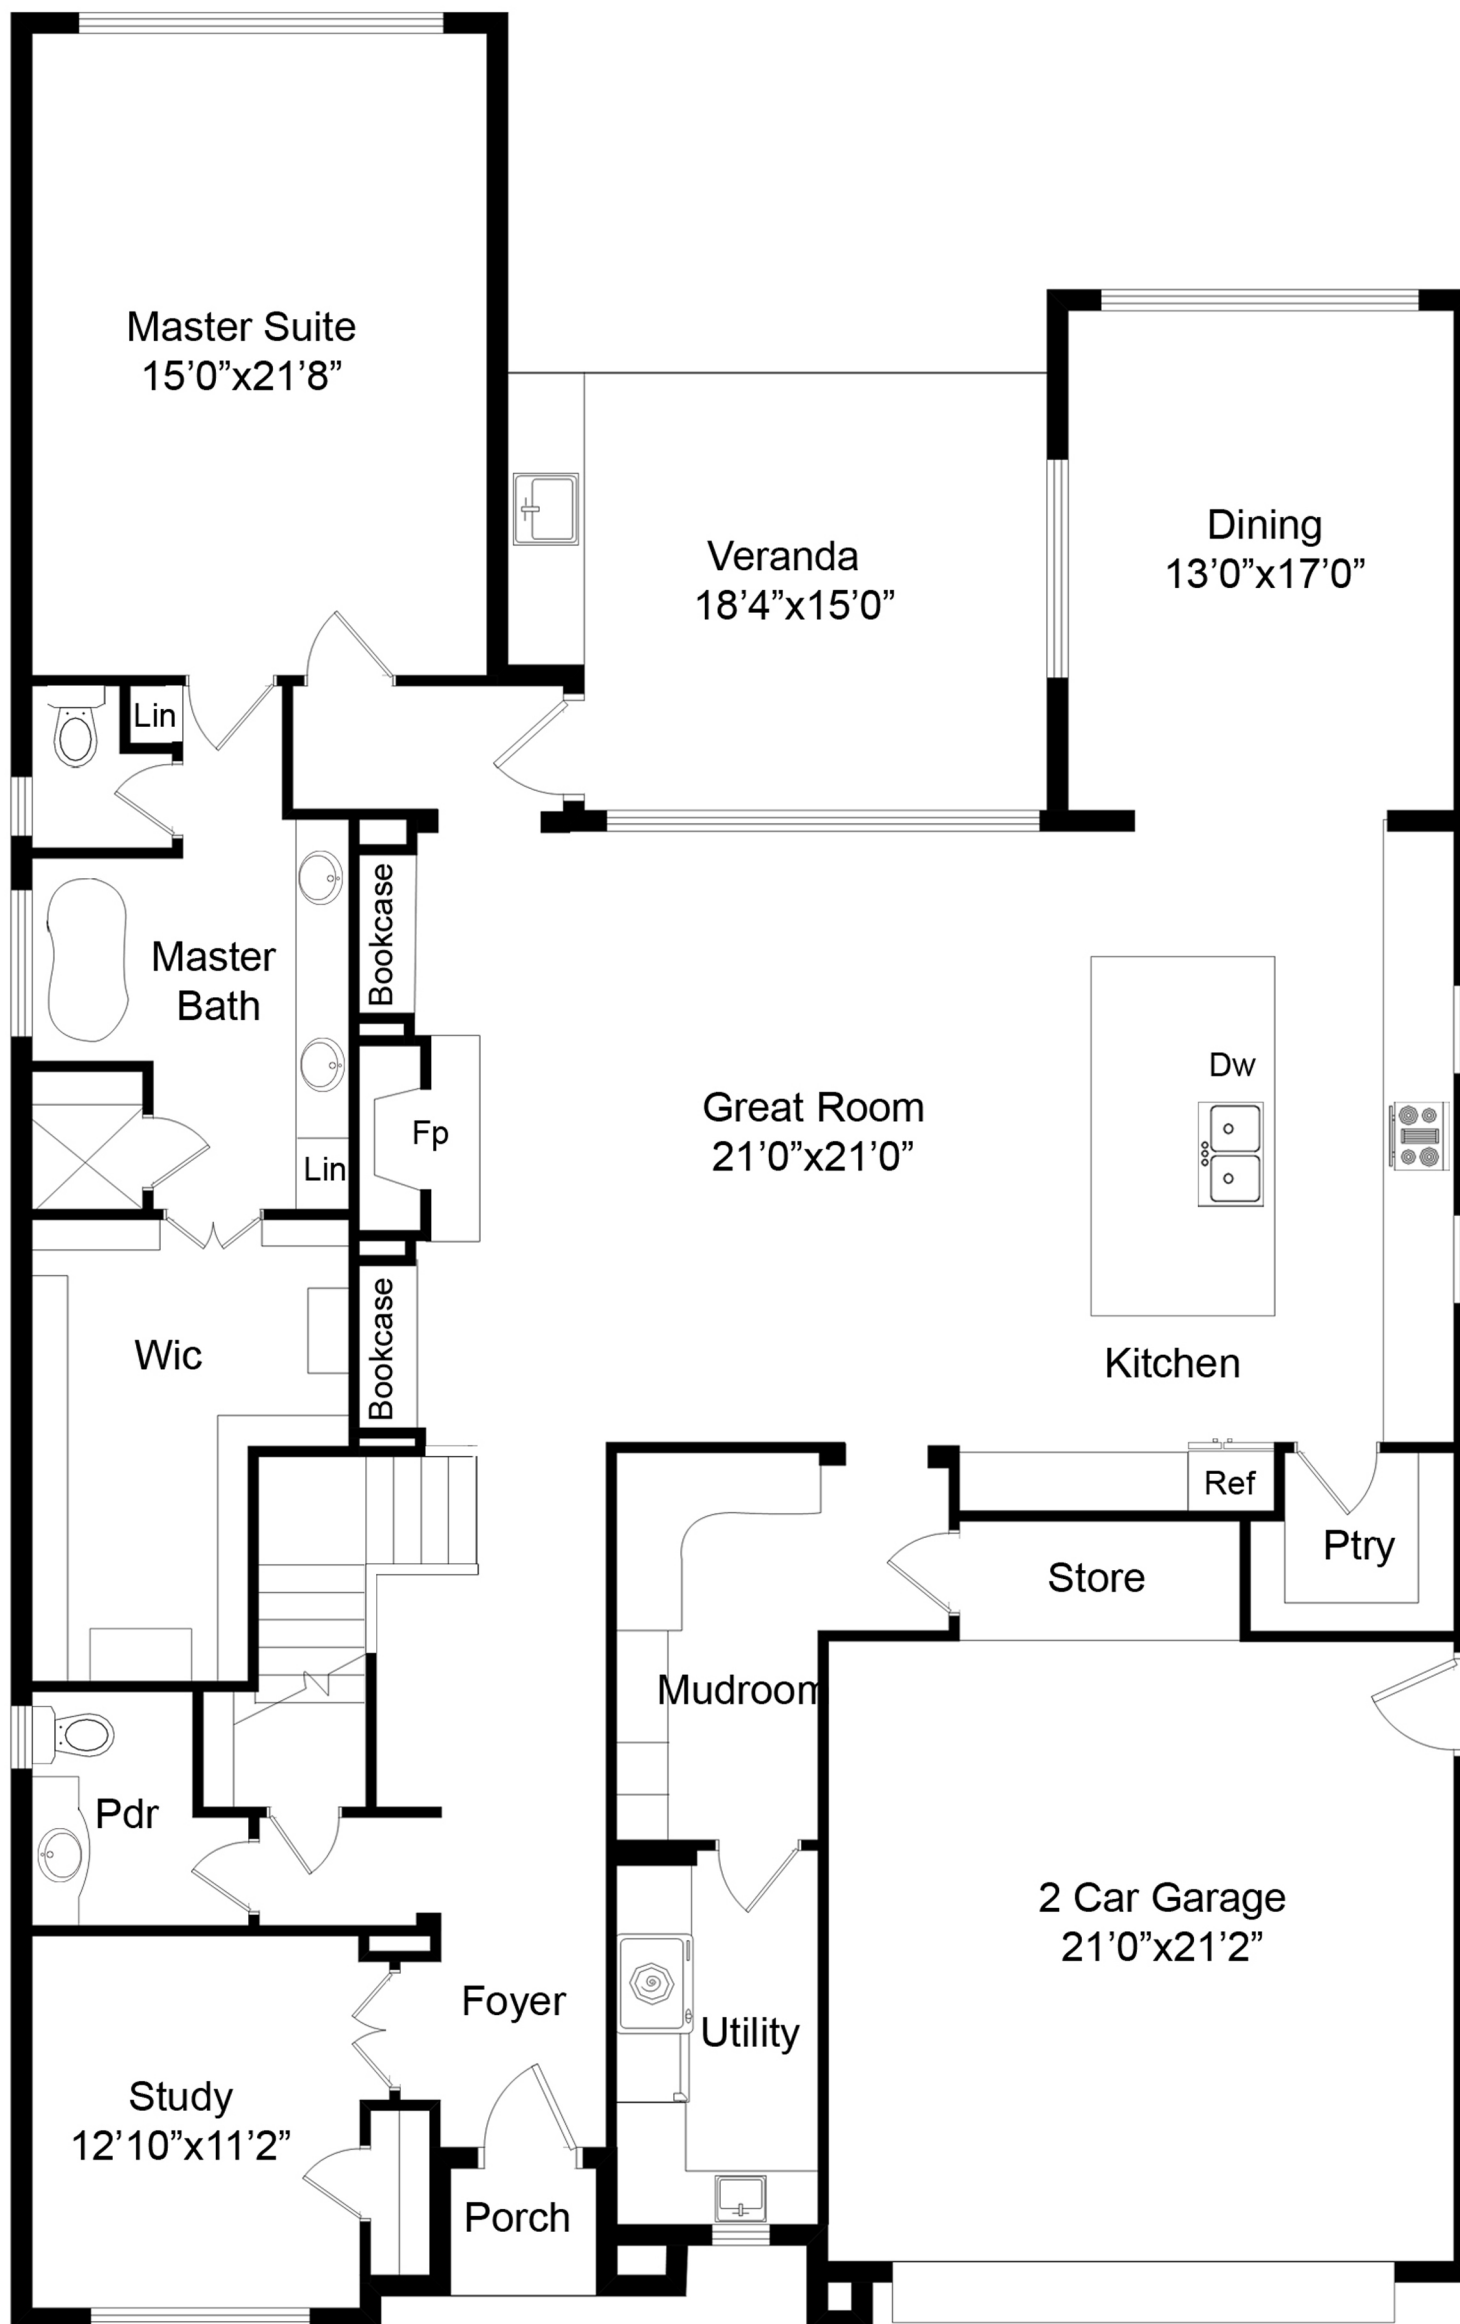 Master Suite
15’0”x21’8”
Veranda
18’4”x15’0”
Dining
13’0”x17’0”
Lin
Bookcase
Master
Bath
Great Room
21’0”x21’0”
Dw
Fp
Lin
Bookcase
Wic
Kitchen
Ref
Ptry
Store
Mudroom
Pdr
2 Car Garage
21’0”x21’2”
Foyer
Utility
Study
12’10”x11’2”
Porch